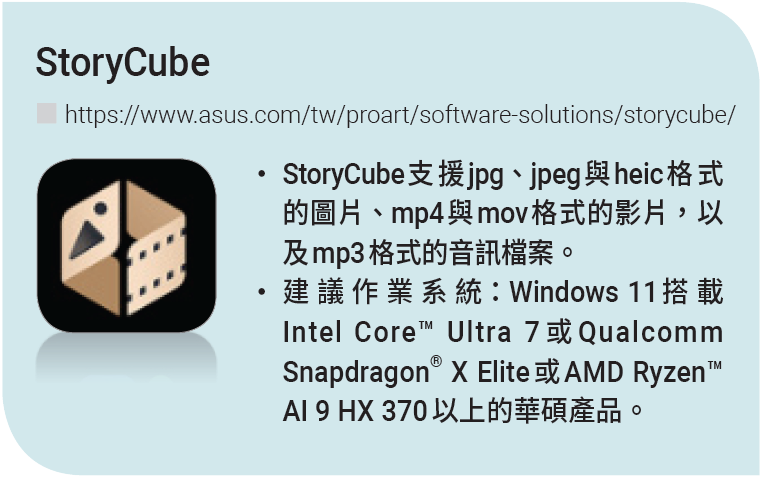 StoryCube
https://www.asus.com/tw/proart/software-solutions/storycube/
• StoryCube支援jpg、jpeg與heic格式
的圖片、mp4與mov格式的影片，以
及mp3格式的音訊檔案。
• 建議作業系統：Windows 11搭載
Intel Core™ Ultra 7或Qualcomm
Snapdragon® X Elite或AMD Ryzen™
AI 9 HX 370以上的華碩產品。